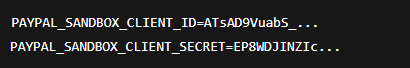 PAYPAL_SANDBOX_CLIENT_ID=ATsAD9VuabS_...
PAYPAL_SANDBOX_CLIENT_SECRET=EP8WDJINZIc...